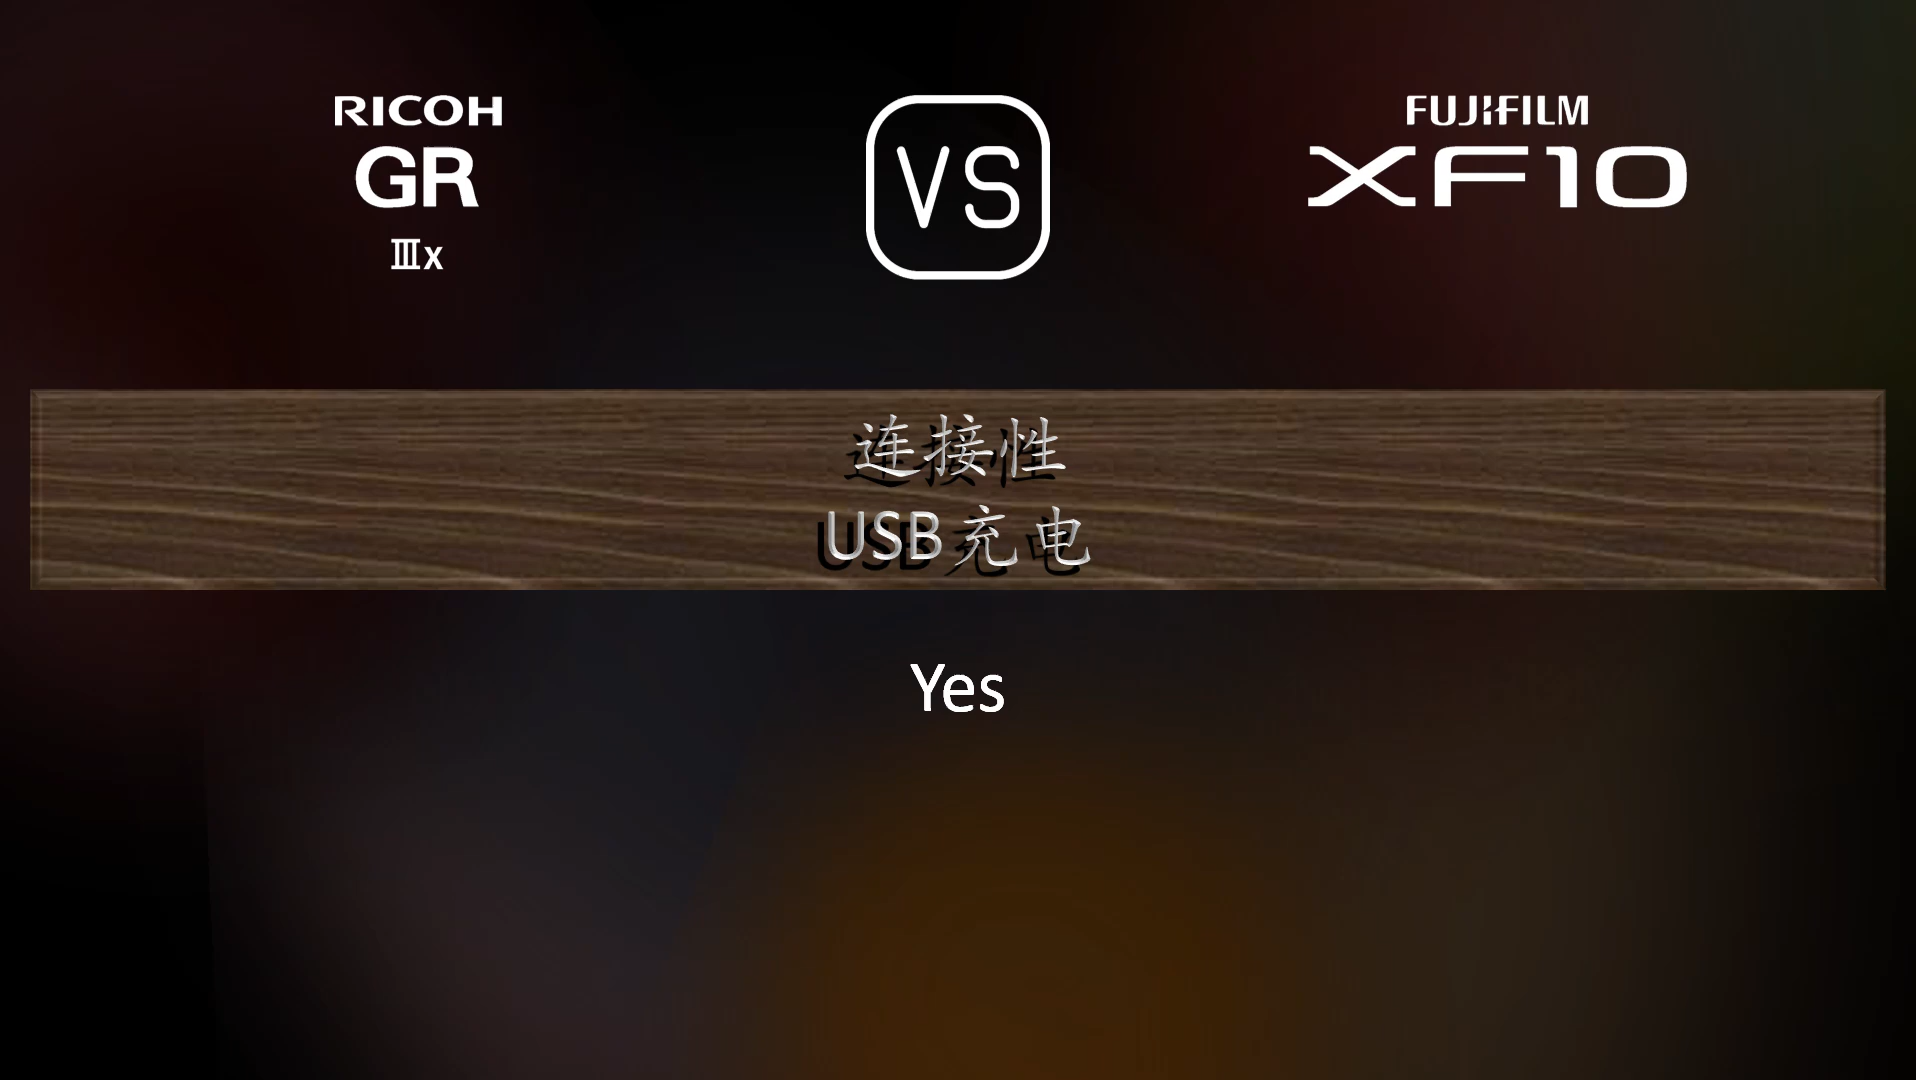 RICOH
GR
Ⅲx
VS
FUJIFILM
XF10
连接性
USB充电
Yes